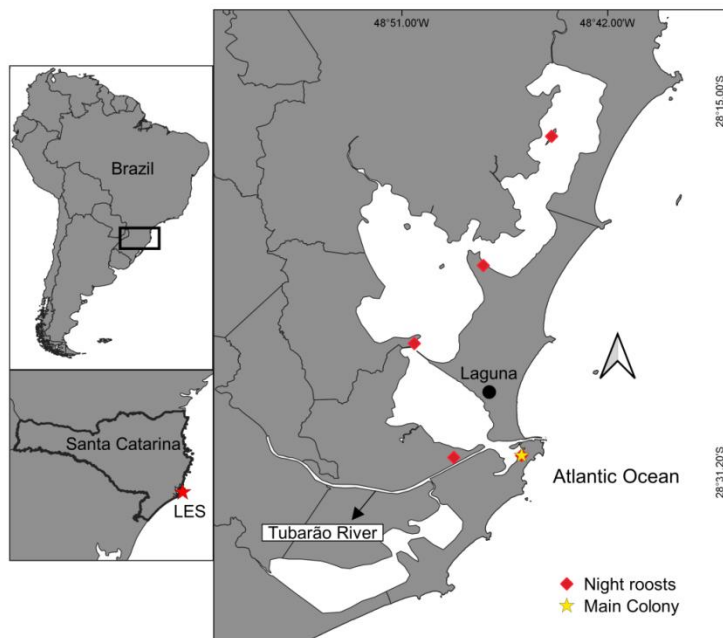 Brazil
Santa Catarina
LES
48°51.00'W
48°42.00'W
28°15.00'S
28°31.20'S
Laguna
Atlantic Ocean
Tubarão River
Night roosts
Main Colony